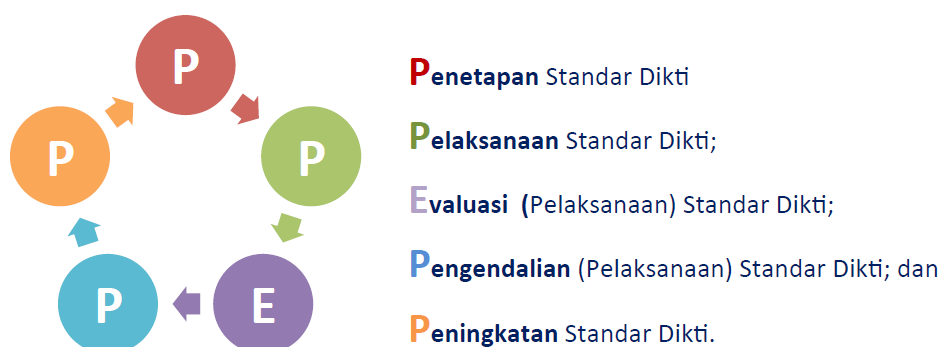 P
P
E
P
P
Penetapan Standar Dikti
Pelaksanaan Standar Dikti;
Evaluasi (Pelaksanaan) Standar Dikti;
Pengendalian (Pelaksanaan) Standar Dikti; dan
Peningkatan Standar Dikti.